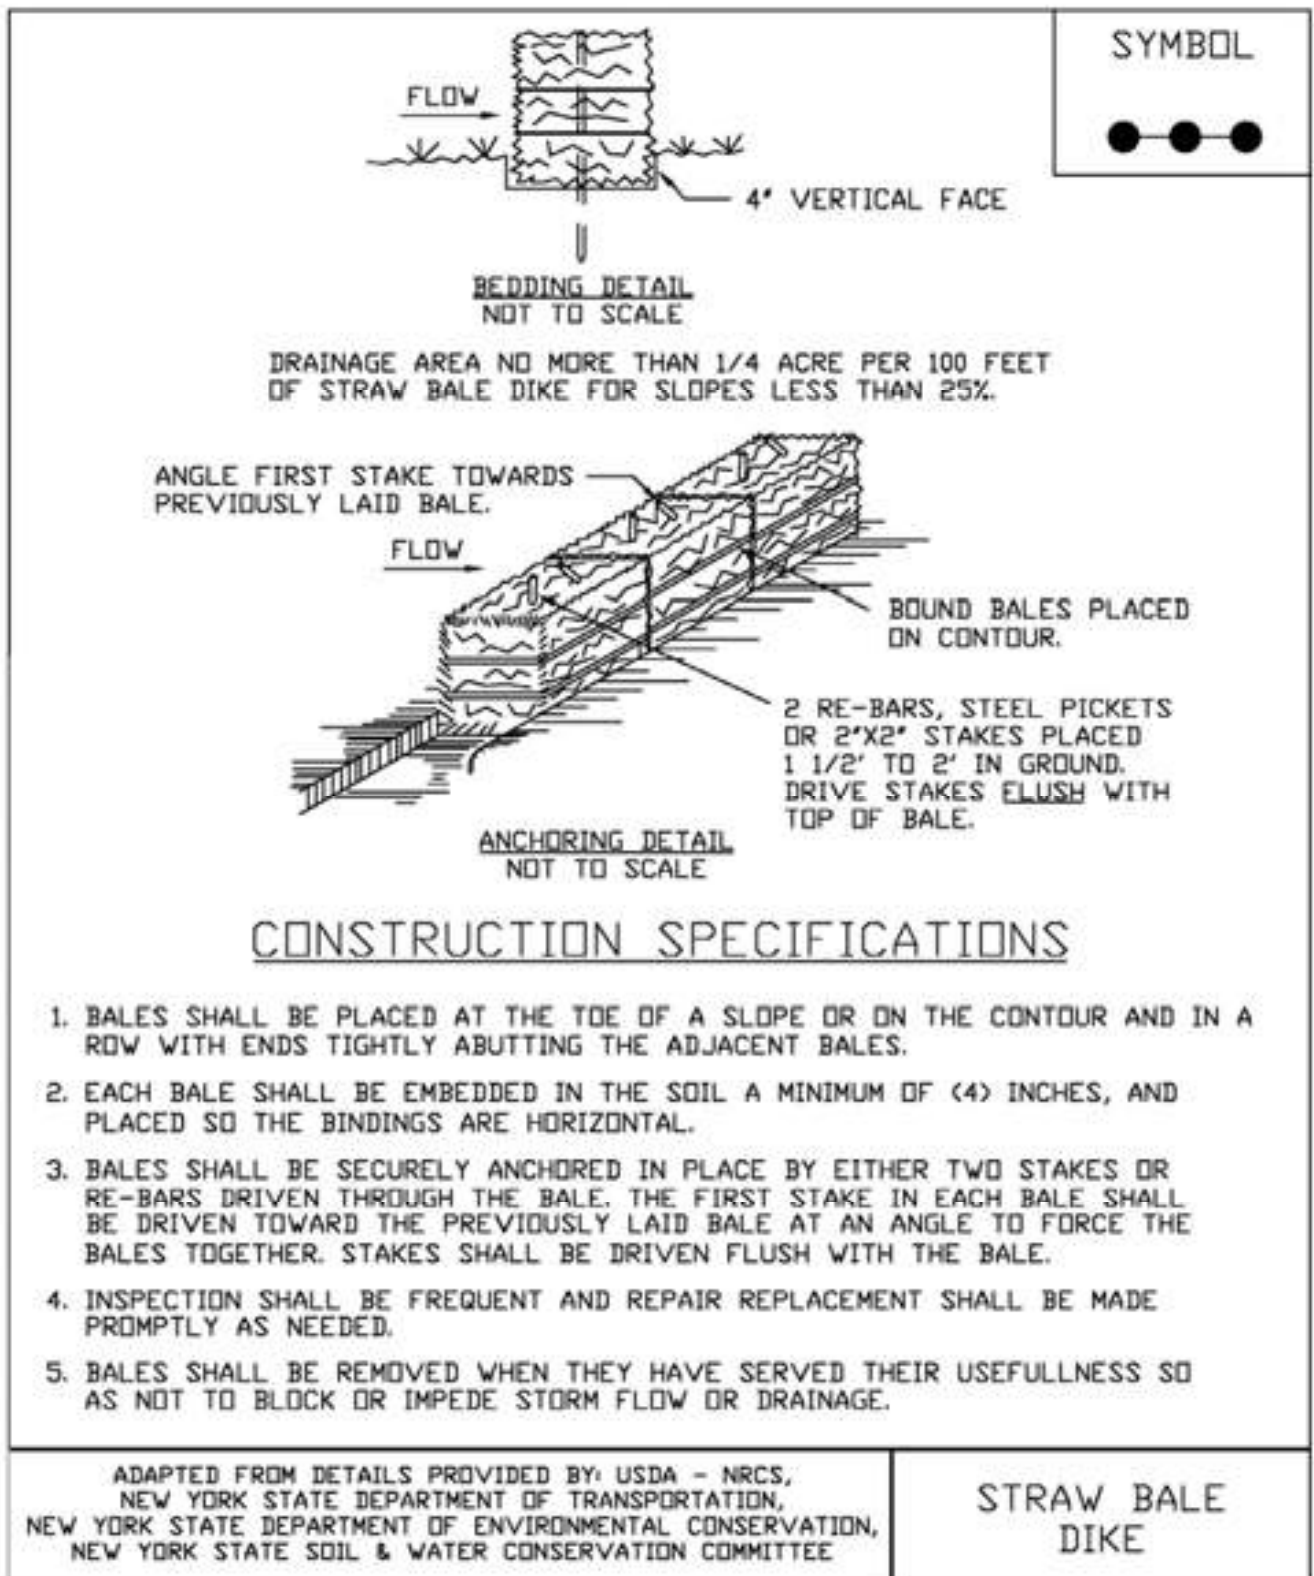 SYMBOL
FLOW
4" VERTICAL FACE
BEDDING DETAIL
NOT TO SCALE
DRAINAGE AREA NO MORE THAN 1/4 ACRE PER 100 FEET
OF STRAW BALE DIKE FOR SLOPES LESS THAN 25%.
ANGLE FIRST STAKE TOWARDS
PREVIOUSLY LAID BALE.
FLOW
BOUND BALES PLACED
ON CONTOUR.
2 RE-BARS, STEEL PICKETS
OR 2"X2" STAKES PLACED
1 1/2' TO 2' IN GROUND.
DRIVE STAKES FLUSH WITH
TOP OF BALE.
ANCHORING DETAIL
NOT TO SCALE
CONSTRUCTION SPECIFICATIONS
1. BALES SHALL BE PLACED AT THE TOE OF A SLOPE OR ON THE CONTOUR AND IN A
ROW WITH ENDS TIGHTLY ABUTTING THE ADJACENT BALES.
2. EACH BALE SHALL BE EMBEDDED IN THE SOIL A MINIMUM OF (4) INCHES, AND
PLACED SO THE BINDINGS ARE HORIZONTAL.
3. BALES SHALL BE SECURELY ANCHORED IN PLACE BY EITHER TWO STAKES OR
RE-BARS DRIVEN THROUGH THE BALE. THE FIRST STAKE IN EACH BALE SHALL
BE DRIVEN TOWARD THE PREVIOUSLY LAID BALE AT AN ANGLE TO FORCE THE
BALES TOGETHER. STAKES SHALL BE DRIVEN FLUSH WITH THE BALE.
4. INSPECTION SHALL BE FREQUENT AND REPAIR REPLACEMENT SHALL BE MADE
PROMPTLY AS NEEDED.
5. BALES SHALL BE REMOVED WHEN THEY HAVE SERVED THEIR USEFULLNESS SO
AS NOT TO BLOCK OR IMPEDE STORM FLOW OR DRAINAGE.
ADAPTED FROM DETAILS PROVIDED BY: USDA - NRCS,
NEW YORK STATE DEPARTMENT OF TRANSPORTATION,
NEW YORK STATE DEPARTMENT OF ENVIRONMENTAL CONSERVATION,
NEW YORK STATE SOIL & WATER CONSERVATION COMMITTEE
STRAW BALE
DIKE